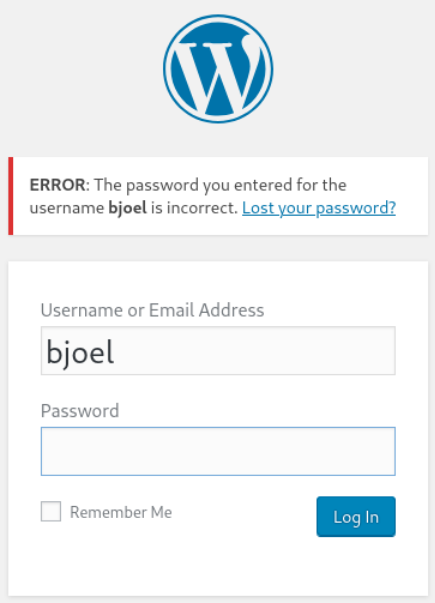 ERROR: The password you entered for the
username bjoel is incorrect. Lost your password?
Username or Email Address
bjoel
Password
Remember Me
Log In